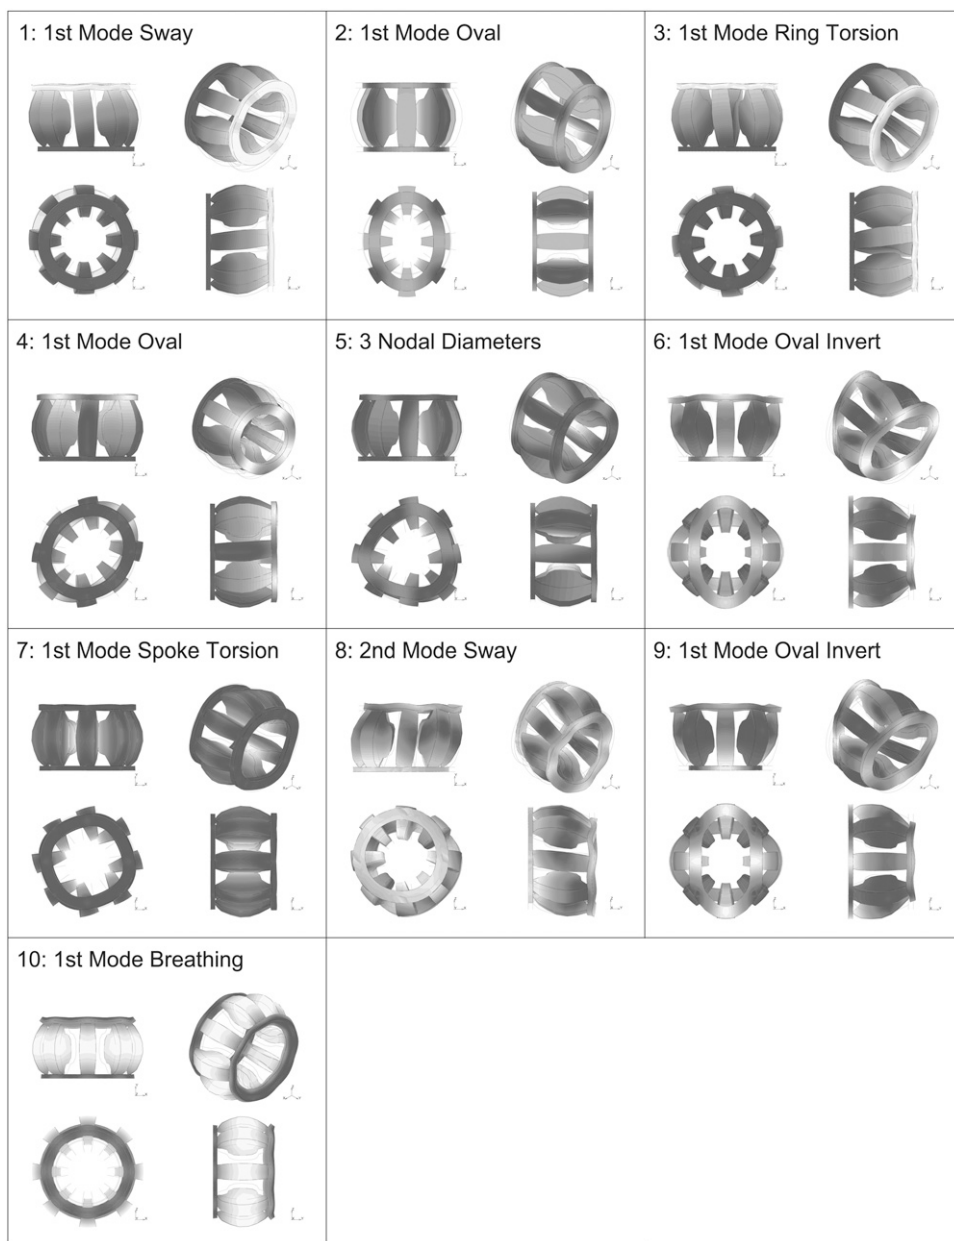 1: 1st Mode Sway
2: 1st Mode Oval
3: 1st Mode Ring Torsion
4: 1st Mode Oval
5: 3 Nodal Diameters
6: 1st Mode Oval Invert
7: 1st Mode Spoke Torsion
8: 2nd Mode Sway
9: 1st Mode Oval Invert
10: 1st Mode Breathing